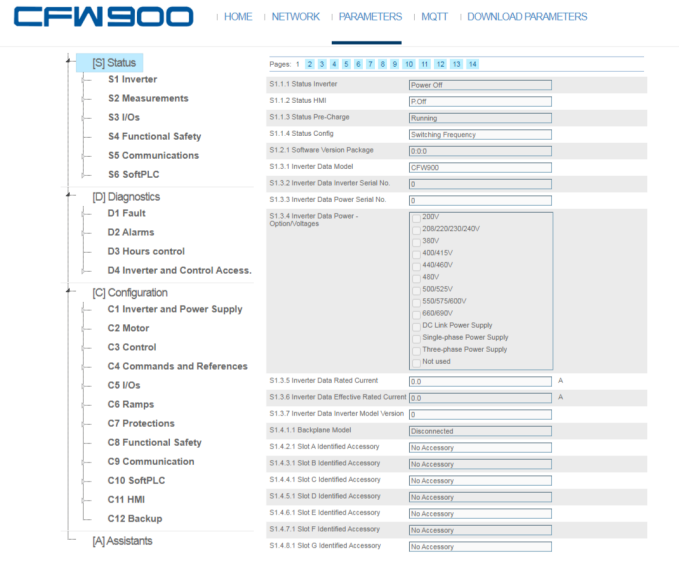 CFW900
HOME
NETWORK
PARAMETERS
MQTT
DOWNLOAD PARAMETERS
[S] Status
S1 Inverter
S2 Measurements
S3 I/Os
S4 Functional Safety
S5 Communications
S6 SoftPLC
[D] Diagnostics
D1 Fault
D2 Alarms
D3 Hours control
D4 Inverter and Control Access.
[C] Configuration
C1 Inverter and Power Supply
C2 Motor
C3 Control
C4 Commands and References
C5 I/Os
C6 Ramps
C7 Protections
C8 Functional Safety
C9 Communication
C10 SoftPLC
C11 HMI
C12 Backup
[A] Assistants
Pages: 1 2 3 4 5 6 7 8 9 10 11 12 13 14
S1.1.1 Status Inverter Power Off
S1.1.2 Status HMI P.Off
S1.1.3 Status Pre-Charge Running
S1.1.4 Status Config Switching Frequency
S1.2.1 Software Version Package 0.0.0
S1.3.1 Inverter Data Model CFW900
S1.3.2 Inverter Data Inverter Serial No. 0
S1.3.3 Inverter Data Power Serial No. 0
S1.3.4 Inverter Data Power -
Option/Voltages
200V
208/220/230/240V
380V
400/415V
440/460V
480V
500/525V
550/575/600V
660/690V
DC Link Power Supply
Single-phase Power Supply
Three-phase Power Supply
Not used
S1.3.5 Inverter Data Rated Current 0.0 A
S1.3.6 Inverter Data Effective Rated Current 0.0 A
S1.3.7 Inverter Data Inverter Model Version 0
S1.4.1.1 Backplane Model Disconnected
S1.4.2.1 Slot A Identified Accessory No Accessory
S1.4.3.1 Slot B Identified Accessory No Accessory
S1.4.4.1 Slot C Identified Accessory No Accessory
S1.4.5.1 Slot D Identified Accessory No Accessory
S1.4.6.1 Slot E Identified Accessory No Accessory
S1.4.7.1 Slot F Identified Accessory No Accessory
S1.4.8.1 Slot G Identified Accessory No Accessory